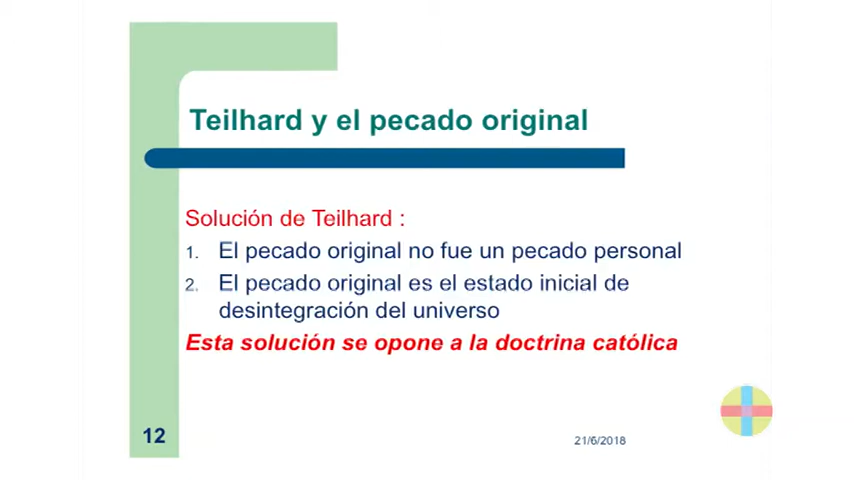 Teilhard y el pecado original
Solución de Teilhard :
1. El pecado original no fue un pecado personal
2. El pecado original es el estado inicial de
desintegración del universo
Esta solución se opone a la doctrina católica
12
21/6/2018